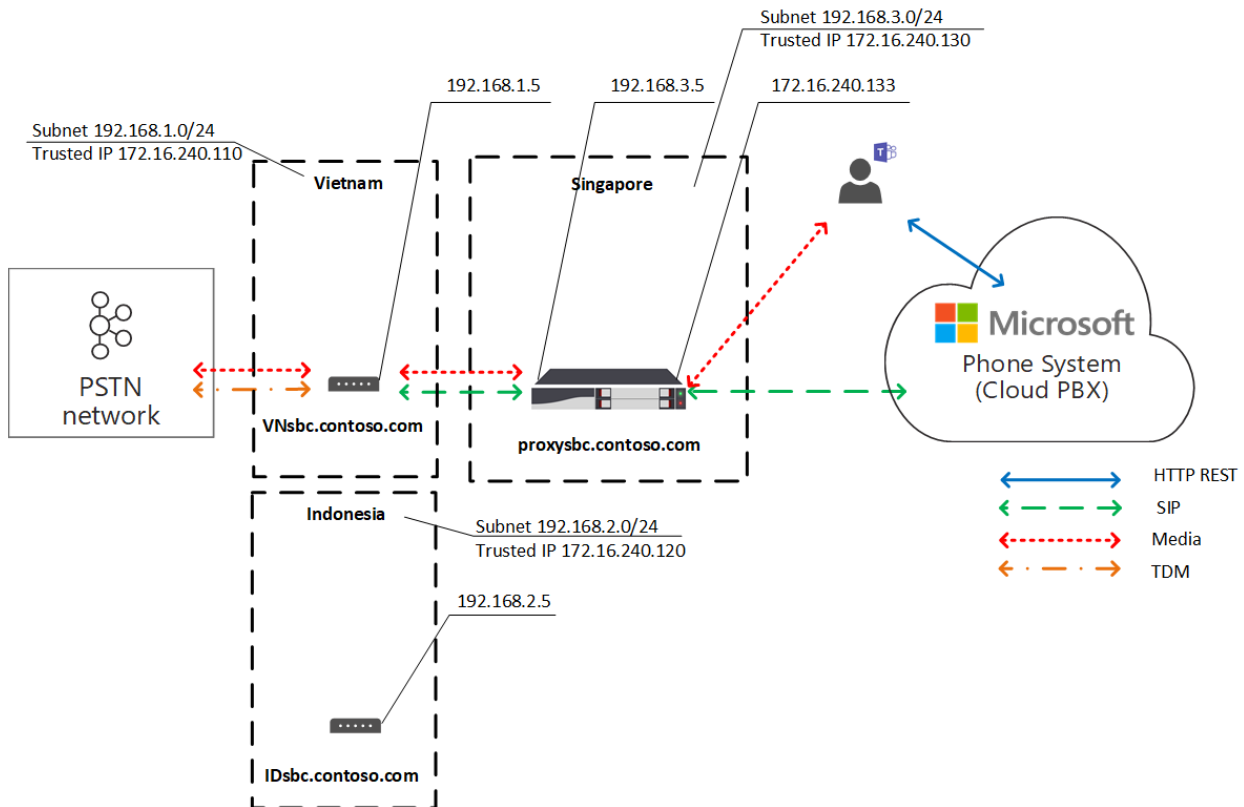 Subnet 192.168.3.0/24
Trusted IP 172.16.240.130
192.168.1.5
192.168.3.5
172.16.240.133
Subnet 192.168.1.0/24
Trusted IP 172.16.240.110
Vietnam
Singapore
T
Microsoft
Phone System
(Cloud PBX)
PSTN
network
VNsbc.contoso.com
proxysbc.contoso.com
HTTP REST
SIP
Media
TDM
Indonesia
Subnet 192.168.2.0/24
Trusted IP 172.16.240.120
192.168.2.5
IDsbc.contoso.com